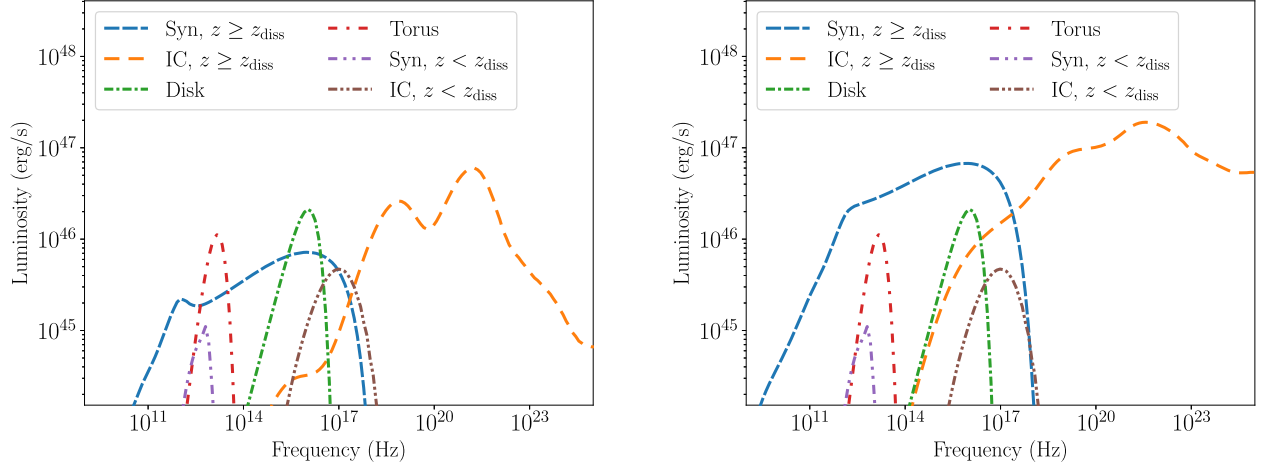 Syn, z ≥ z_diss
IC, z ≥ z_diss
Disk
Torus
Syn, z < z_diss
IC, z < z_diss
10^48
10^47
10^46
10^45
Luminosity (erg/s)
10^11 10^14 10^17 10^20 10^23
Frequency (Hz)
Syn, z ≥ z_diss
IC, z ≥ z_diss
Disk
Torus
Syn, z < z_diss
IC, z < z_diss
10^48
10^47
10^46
10^45
Luminosity (erg/s)
10^11 10^14 10^17 10^20 10^23
Frequency (Hz)